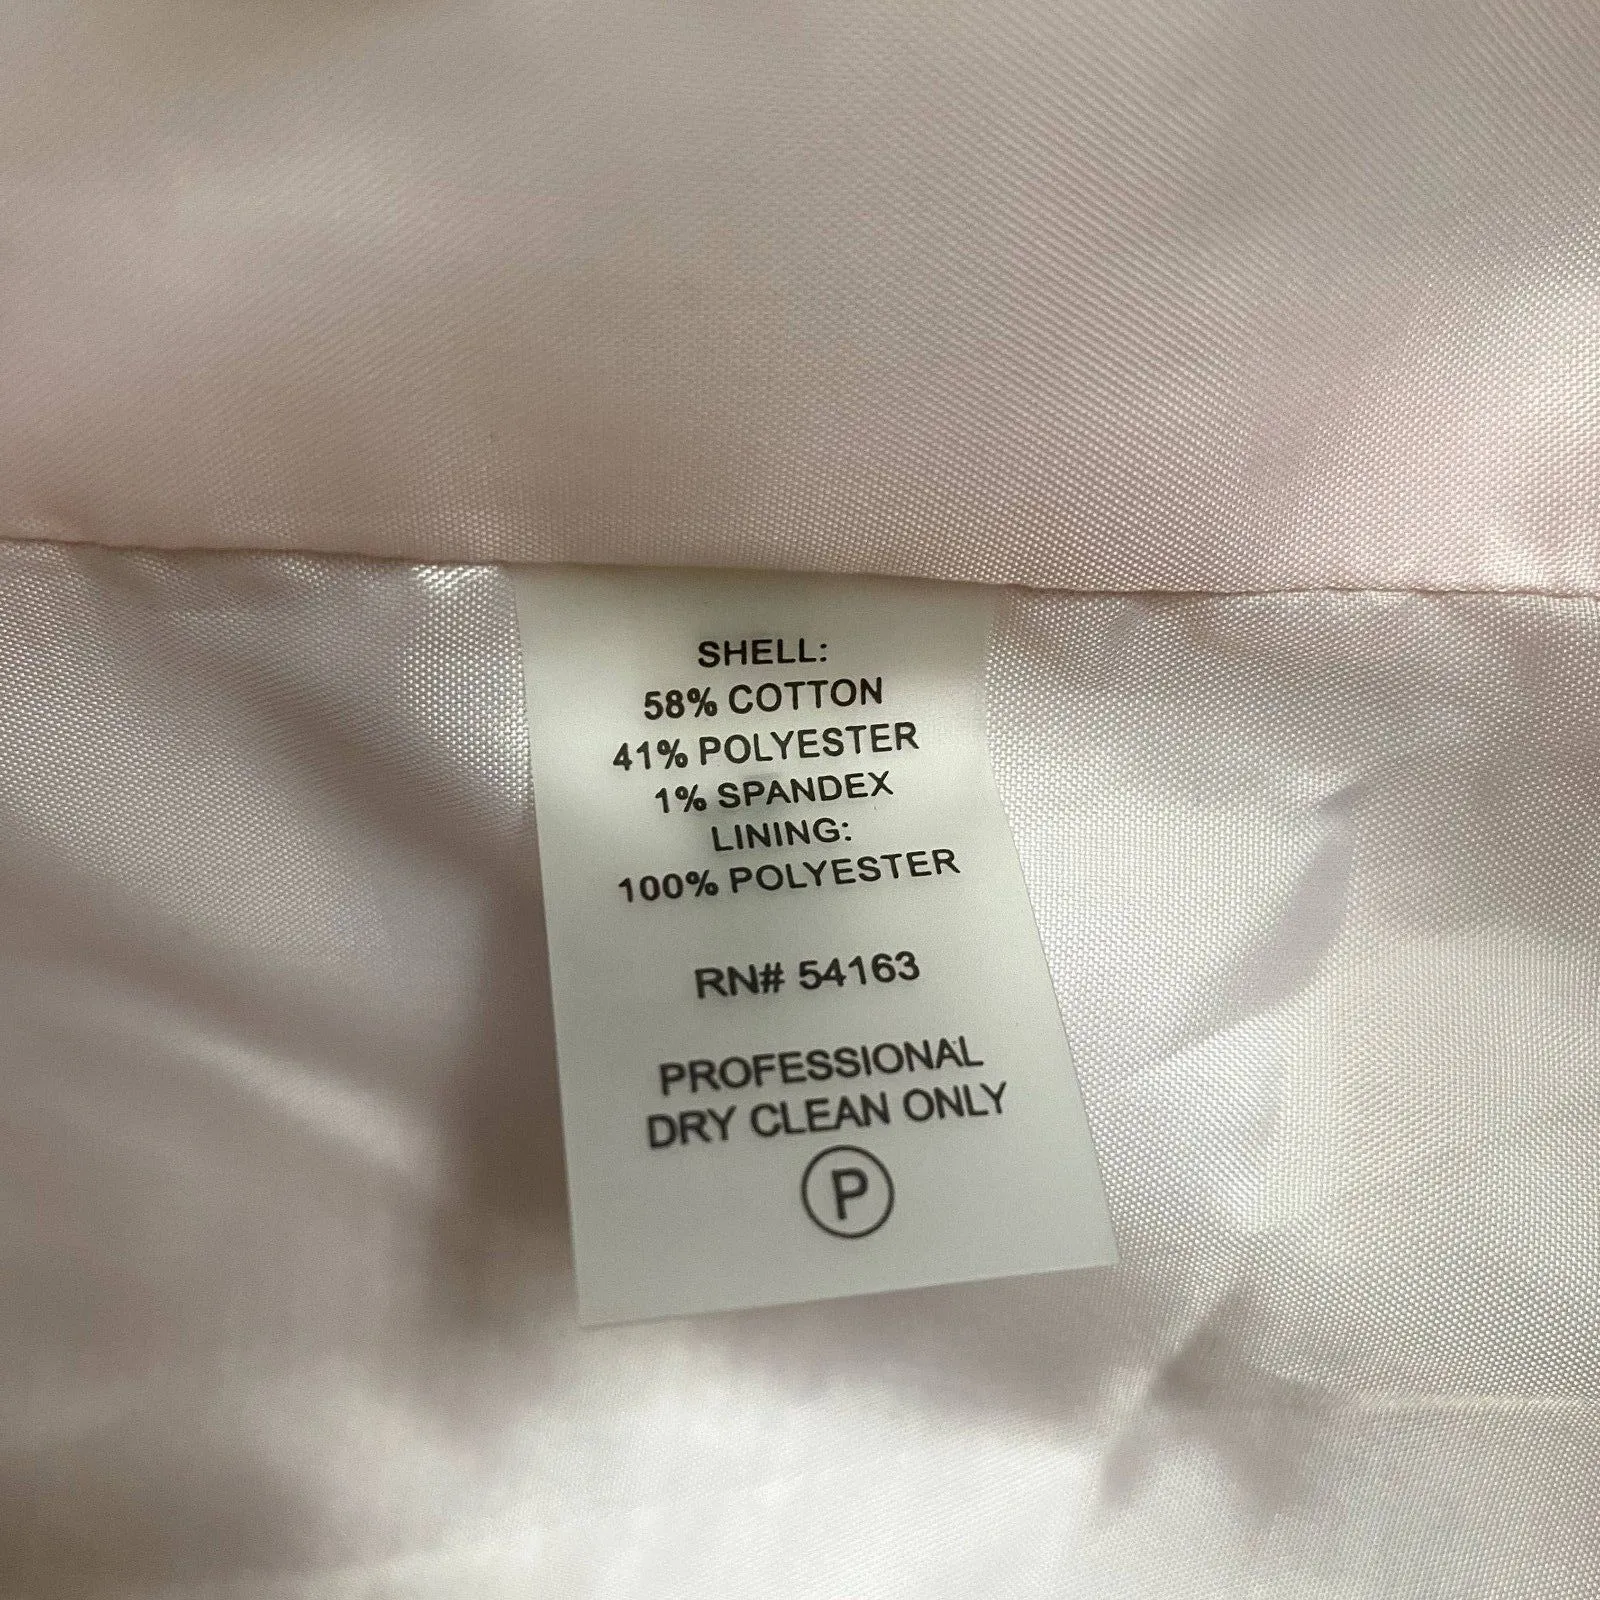 SHELL:
58% COTTON
41% POLYESTER
1% SPANDEX
LINING:
100% POLYESTER
RN# 54163
PROFESSIONAL
DRY CLEAN ONLY
P